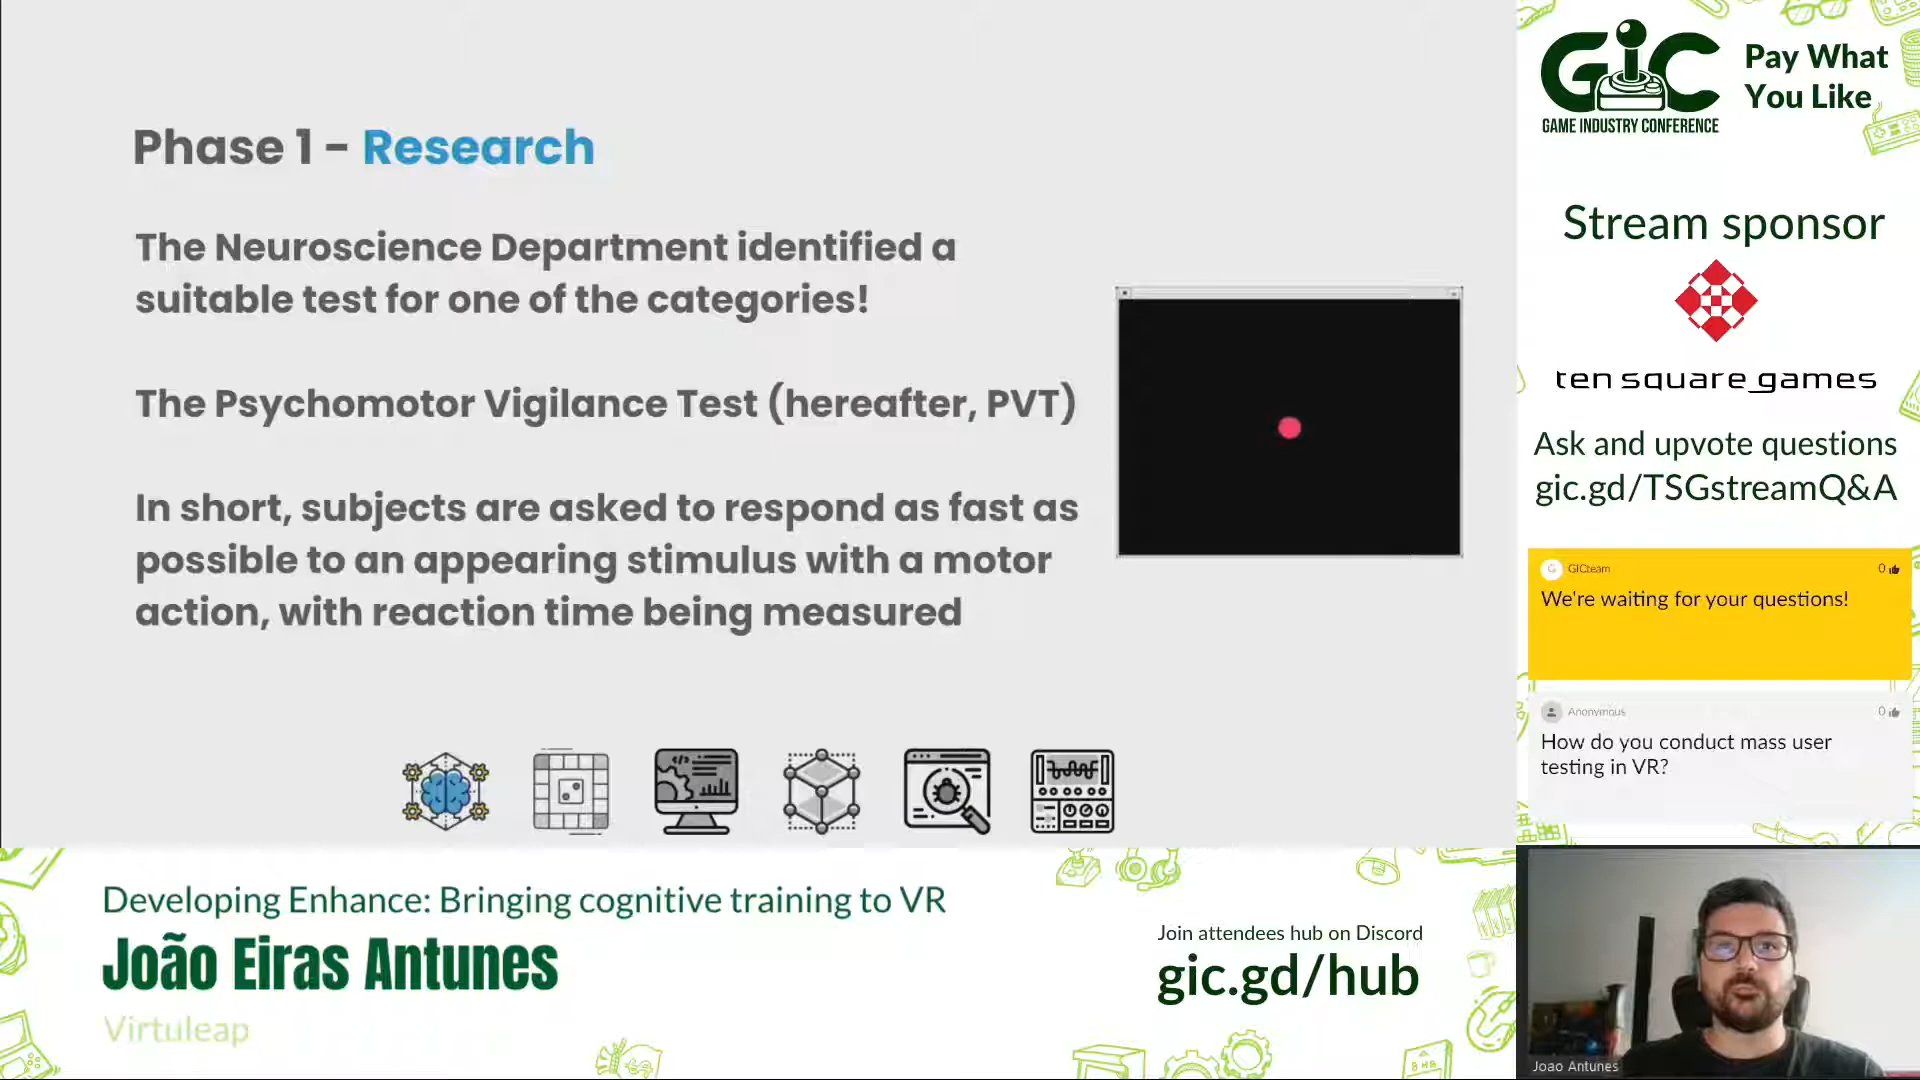 Phase 1 - Research
The Neuroscience Department identified a
suitable test for one of the categories!
The Psychomotor Vigilance Test (hereafter, PVT)
In short, subjects are asked to respond as fast as
possible to an appearing stimulus with a motor
action, with reaction time being measured
GIC
GAME INDUSTRY CONFERENCE
Pay What
You Like
Stream sponsor
ten square games
Ask and upvote questions
gic.gd/TSGstreamQ&A
G
GICteam
0
We're waiting for your questions!
Anonymous
0
How do you conduct mass user
testing in VR?
Developing Enhance: Bringing cognitive training to VR
João Eiras Antunes
Virtuleap
Join attendees hub on Discord
gic.gd/hub
Joao Antunes